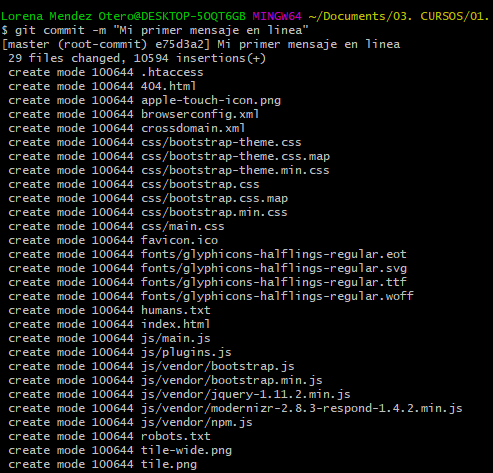 Lorena Mendez Otero@DESKTOP-5OQT6GB MINGW64 ~/Documents/03. CURSOS/01.
$ git commit -m "Mi primer mensaje en linea"
[master (root-commit) e75d3a2] Mi primer mensaje en linea
 29 files changed, 10594 insertions(+)
 create mode 100644 .htaccess
 create mode 100644 404.html
 create mode 100644 apple-touch-icon.png
 create mode 100644 browserconfig.xml
 create mode 100644 crossdomain.xml
 create mode 100644 css/bootstrap-theme.css
 create mode 100644 css/bootstrap-theme.css.map
 create mode 100644 css/bootstrap-theme.min.css
 create mode 100644 css/bootstrap.css
 create mode 100644 css/bootstrap.css.map
 create mode 100644 css/bootstrap.min.css
 create mode 100644 css/main.css
 create mode 100644 favicon.ico
 create mode 100644 fonts/glyphicons-halflings-regular.eot
 create mode 100644 fonts/glyphicons-halflings-regular.svg
 create mode 100644 fonts/glyphicons-halflings-regular.ttf
 create mode 100644 fonts/glyphicons-halflings-regular.woff
 create mode 100644 humans.txt
 create mode 100644 index.html
 create mode 100644 js/main.js
 create mode 100644 js/plugins.js
 create mode 100644 js/vendor/bootstrap.js
 create mode 100644 js/vendor/bootstrap.min.js
 create mode 100644 js/vendor/jquery-1.11.2.min.js
 create mode 100644 js/vendor/modernizr-2.8.3-respond-1.4.2.min.js
 create mode 100644 js/vendor/npm.js
 create mode 100644 robots.txt
 create mode 100644 tile-wide.png
 create mode 100644 tile.png